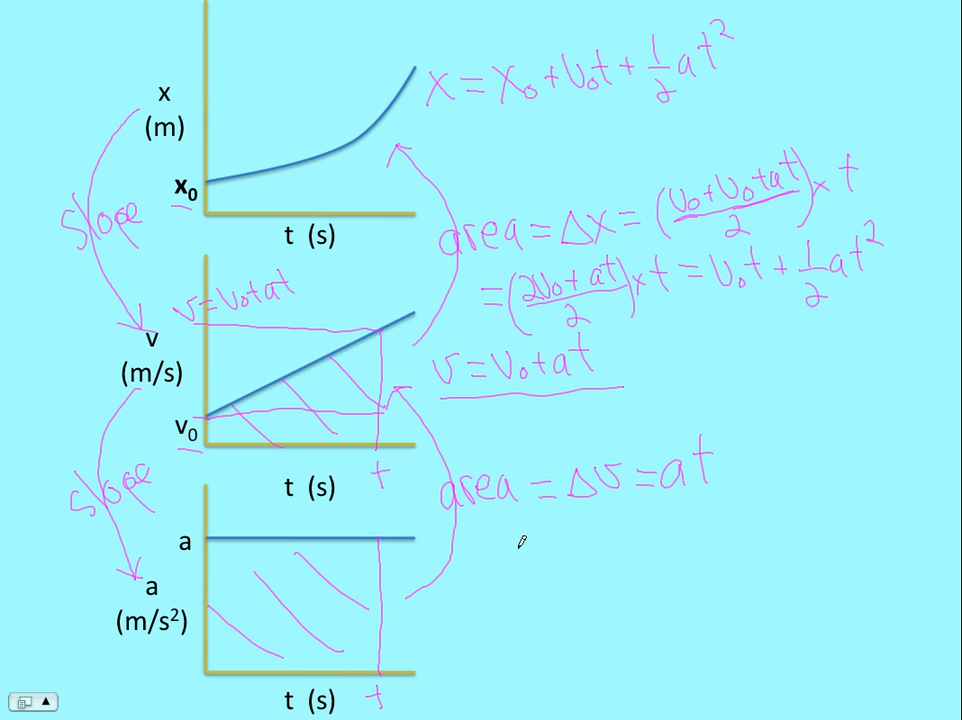 x = x₀ + v₀t + 1/2 at²
x
(m)
x₀
slope
t (s)
area = Δx = (v₀ + v₀ + at / 2) x t
= (2v₀ + at / 2) x t = v₀t + 1/2 at²
v = v₀ + at
v
(m/s)
v = v₀ + at
v₀
t (s)
t
slope
area = Δv = at
a
a
(m/s²)
t (s)
t